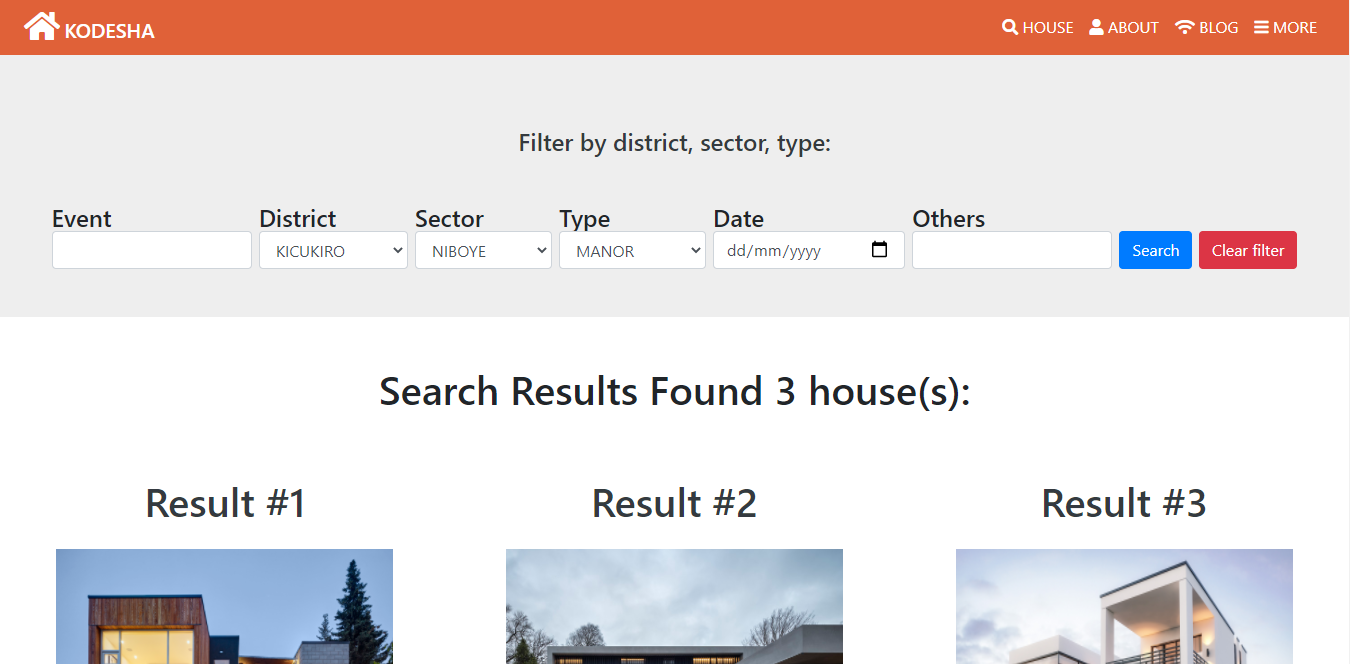 KODESHA
HOUSE ABOUT BLOG MORE
Filter by district, sector, type:
Event District Sector Type Date Others
KICUKIRO NIBOYE MANOR dd/mm/yyyy Search Clear filter
Search Results Found 3 house(s):
Result #1 Result #2 Result #3